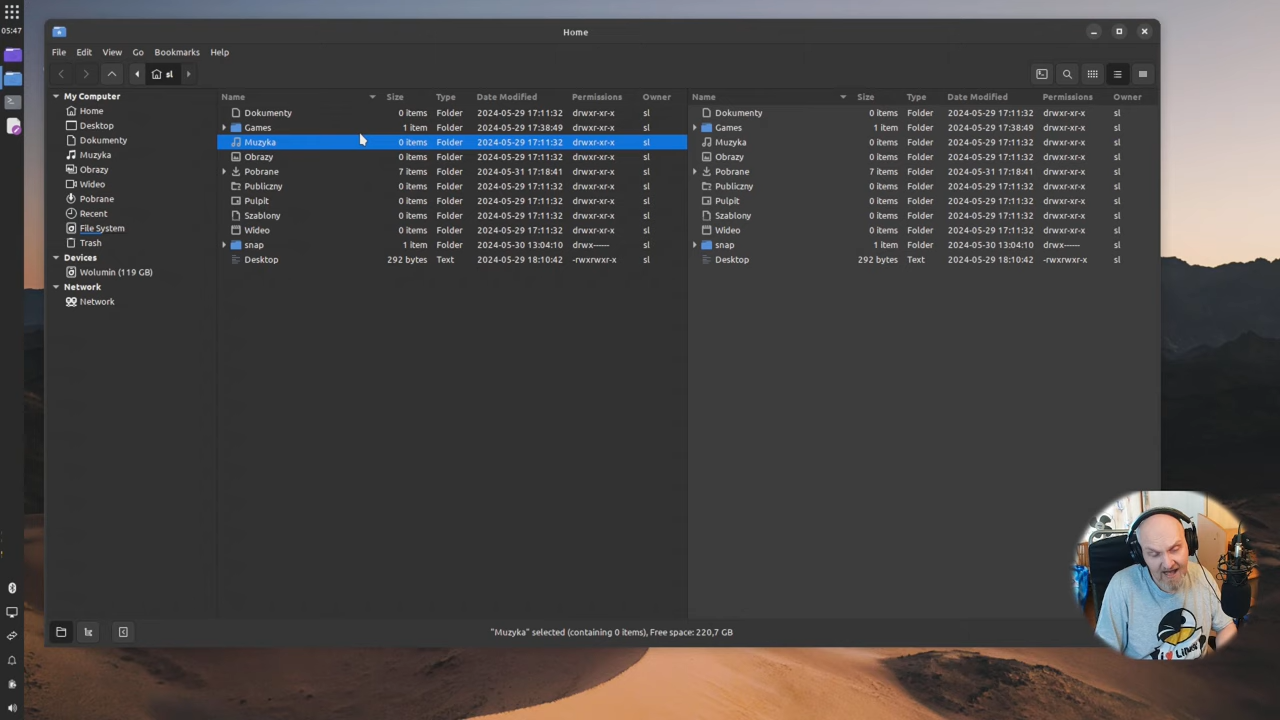 05:47
Home
File Edit View Go Bookmarks Help
sl
My Computer
Home
Desktop
Dokumenty
Muzyka
Obrazy
Wideo
Pobrane
Recent
File System
Trash
Devices
Wolumin (119 GB)
Network
Network
Name Size Type Date Modified Permissions Owner
Dokumenty 0 items Folder 2024-05-29 17:11:32 drwxr-xr-x sl
Games 1 item Folder 2024-05-29 17:38:49 drwxr-xr-x sl
Muzyka 0 items Folder 2024-05-29 17:11:32 drwxr-xr-x sl
Obrazy 0 items Folder 2024-05-29 17:11:32 drwxr-xr-x sl
Pobrane 7 items Folder 2024-05-31 17:18:41 drwxr-xr-x sl
Publiczny 0 items Folder 2024-05-29 17:11:32 drwxr-xr-x sl
Pulpit 0 items Folder 2024-05-29 17:11:32 drwxr-xr-x sl
Szablony 0 items Folder 2024-05-29 17:11:32 drwxr-xr-x sl
Wideo 0 items Folder 2024-05-29 17:11:32 drwxr-xr-x sl
snap 1 item Folder 2024-05-30 13:04:10 drwx------ sl
Desktop 292 bytes Text 2024-05-29 18:10:42 -rwxrwxr-x sl
Name Size Type Date Modified Permissions Owner
Dokumenty 0 items Folder 2024-05-29 17:11:32 drwxr-xr-x sl
Games 1 item Folder 2024-05-29 17:38:49 drwxr-xr-x sl
Muzyka 0 items Folder 2024-05-29 17:11:32 drwxr-xr-x sl
Obrazy 0 items Folder 2024-05-29 17:11:32 drwxr-xr-x sl
Pobrane 7 items Folder 2024-05-31 17:18:41 drwxr-xr-x sl
Publiczny 0 items Folder 2024-05-29 17:11:32 drwxr-xr-x sl
Pulpit 0 items Folder 2024-05-29 17:11:32 drwxr-xr-x sl
Szablony 0 items Folder 2024-05-29 17:11:32 drwxr-xr-x sl
Wideo 0 items Folder 2024-05-29 17:11:32 drwxr-xr-x sl
snap 1 item Folder 2024-05-30 13:04:10 drwx------ sl
Desktop 292 bytes Text 2024-05-29 18:10:42 -rwxrwxr-x sl
"Muzyka" selected (containing 0 items), Free space: 220,7 GB